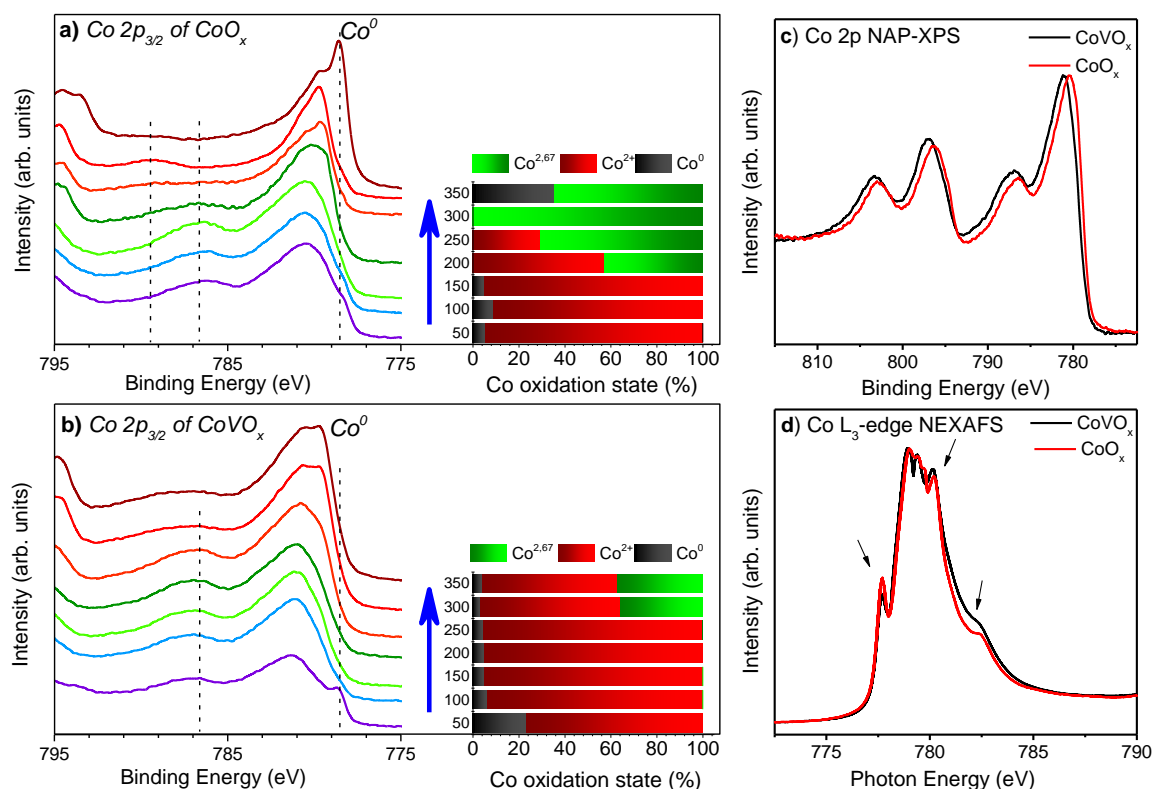 a) Co 2p3/2 of CoOx
Co0
Intensity (arb. units)
795
785
775
Binding Energy (eV)
Co2,67
Co2+
Co0
350
300
250
200
150
100
50
0
20
40
60
80
100
Co oxidation state (%)
b) Co 2p3/2 of CoVOx
Co0
Intensity (arb. units)
795
785
775
Binding Energy (eV)
Co2,67
Co2+
Co0
350
300
250
200
150
100
50
0
20
40
60
80
100
Co oxidation state (%)
c) Co 2p NAP-XPS
CoVOx
CoOx
Intensity (arb. units)
810
800
790
780
Binding Energy (eV)
d) Co L3-edge NEXAFS
CoVOx
CoOx
Intensity (arb. units)
775
780
785
790
Photon Energy (eV)